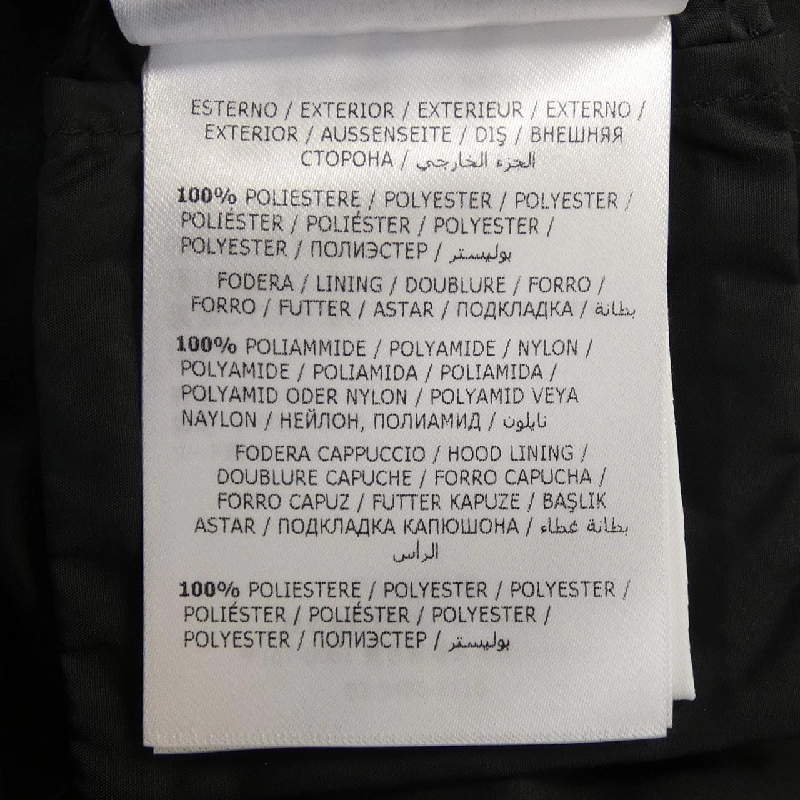 ESTERNO / EXTERIOR / EXTERIEUR / EXTERNO /
EXTERIOR / AUSSENSEITE / DIŞ / ВНЕШНЯЯ
СТОРОНА / الجزء الخارجي
100% POLIESTERE / POLYESTER / POLYESTER /
POLIÉSTER / POLIÉSTER / POLYESTER /
POLYESTER / ПОЛИЭСТЕР / بوليستر
FODERA / LINING / DOUBLURE / FORRO /
FORRO / FUTTER / ASTAR / ПОДКЛАДКА / بطانة
100% POLIAMMIDE / POLYAMIDE / NYLON /
POLYAMIDE / POLIAMIDA / POLIAMIDA /
POLYAMID ODER NYLON / POLYAMID VEYA
NAYLON / НЕЙЛОН, ПОЛИАМИД / نايلون
FODERA CAPPUCCIO / HOOD LINING /
DOUBLURE CAPUCHE / FORRO CAPUCHA /
FORRO CAPUZ / FUTTER KAPUZE / BAŞLIK
ASTAR / ПОДКЛАДКА КАПЮШОНА / بطانة غطاء
الرأس
100% POLIESTERE / POLYESTER / POLYESTER /
POLIÉSTER / POLIÉSTER / POLYESTER /
POLYESTER / ПОЛИЭСТЕР / بوليستر